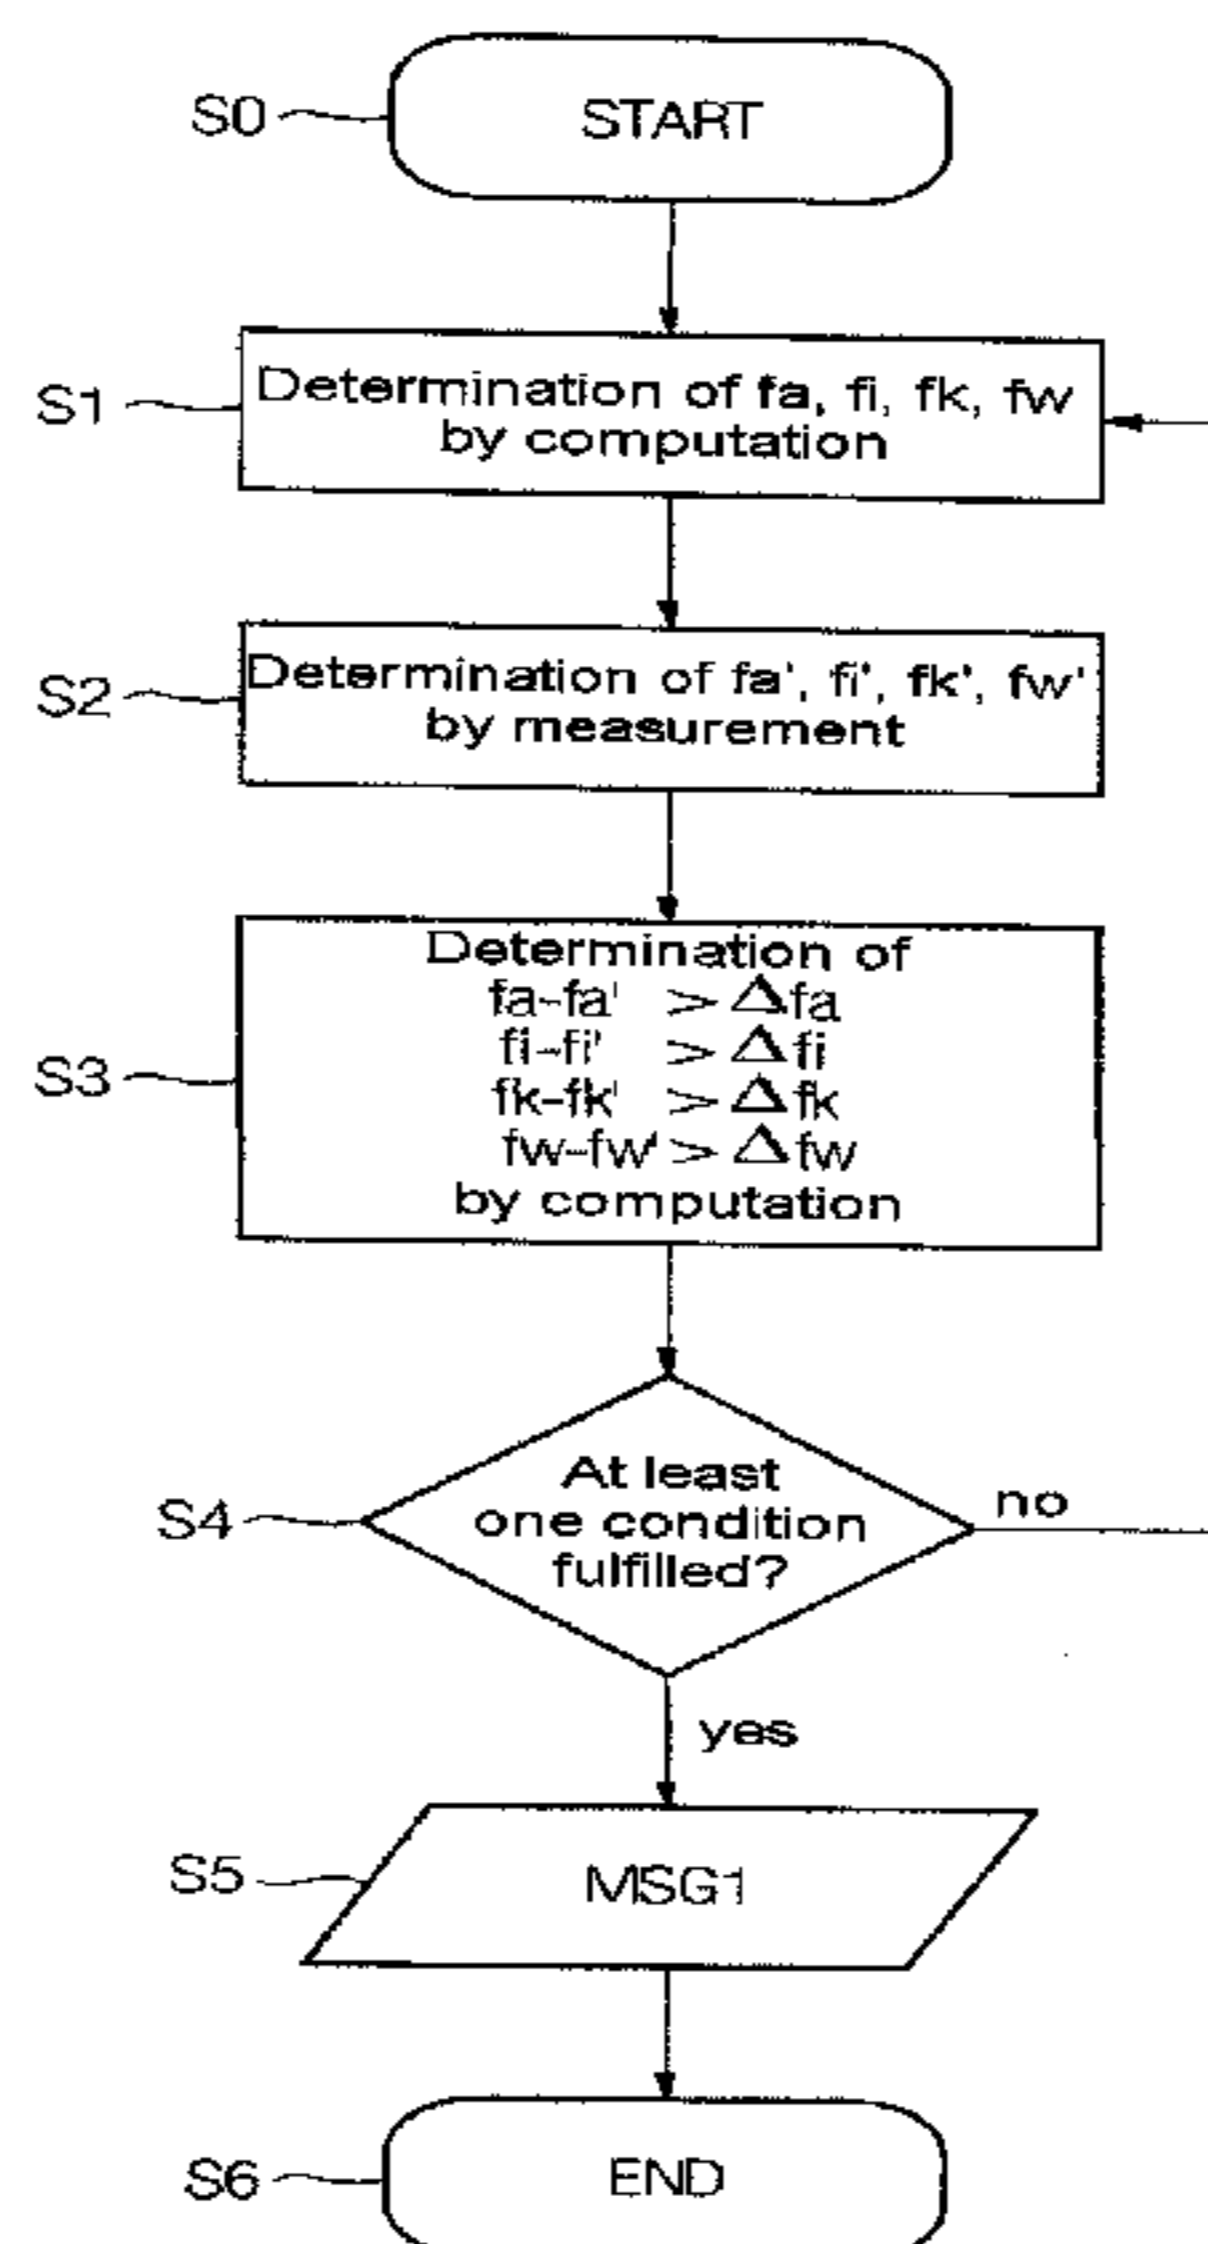 S0 START
S1 Determination of fa, fi, fk, fw
by computation
S2 Determination of fa', fi', fk', fw'
by measurement
Determination of
fa-fa' > Δfa
fi-fi' > Δfi
S3 fk-fk' > Δfk
fw-fw' > Δfw
by computation
At least
S4 one condition
fulfilled?
no
yes
S5 MSG1
S6 END